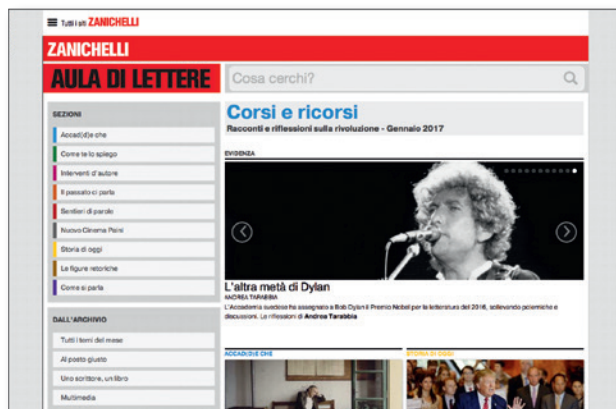 Tutti i siti ZANICHELLI
ZANICHELLI
AULA DI LETTERE
Cosa cerchi?
SEZIONI
Accad(d)e che
Come te lo spiego
Interventi d'autore
Il passato ci parla
Sentieri di parole
Nuovo Cinema Paini
Storia di oggi
Le figure retoriche
Come si parla
DALL'ARCHIVIO
Tutti i temi del mese
Al posto giusto
Uno scrittore, un libro
Multimedia
Corsi e ricorsi
Racconti e riflessioni sulla rivoluzione - Gennaio 2017
EVIDENZA
L'altra metà di Dylan
ANDREA TARABBIA
L'Accademia svedese ha assegnato a Bob Dylan il Premio Nobel per la letteratura del 2016, sollevando polemiche e
discussioni. Le riflessioni di Andrea Tarabbia
ACCAD(D)E CHE
STORIA DI OGGI